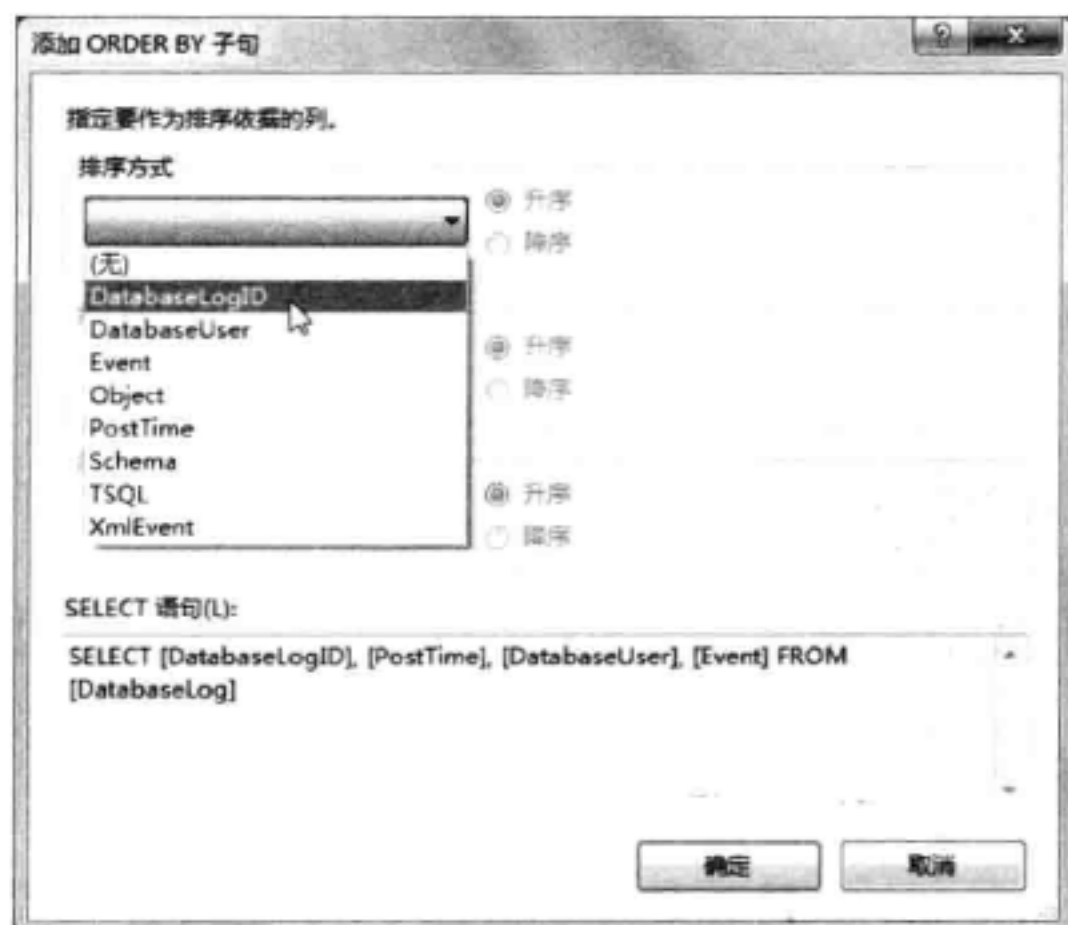 添加 ORDER BY 子句
指定要作为排序依据的列。
排序方式
升序
降序
(无)
DatabaseLogID
DatabaseUser
Event
升序
Object
降序
PostTime
Schema
TSQL
升序
XmlEvent
降序
SELECT 语句(L):
SELECT [DatabaseLogID], [PostTime], [DatabaseUser], [Event] FROM
[DatabaseLog]
确定
取消